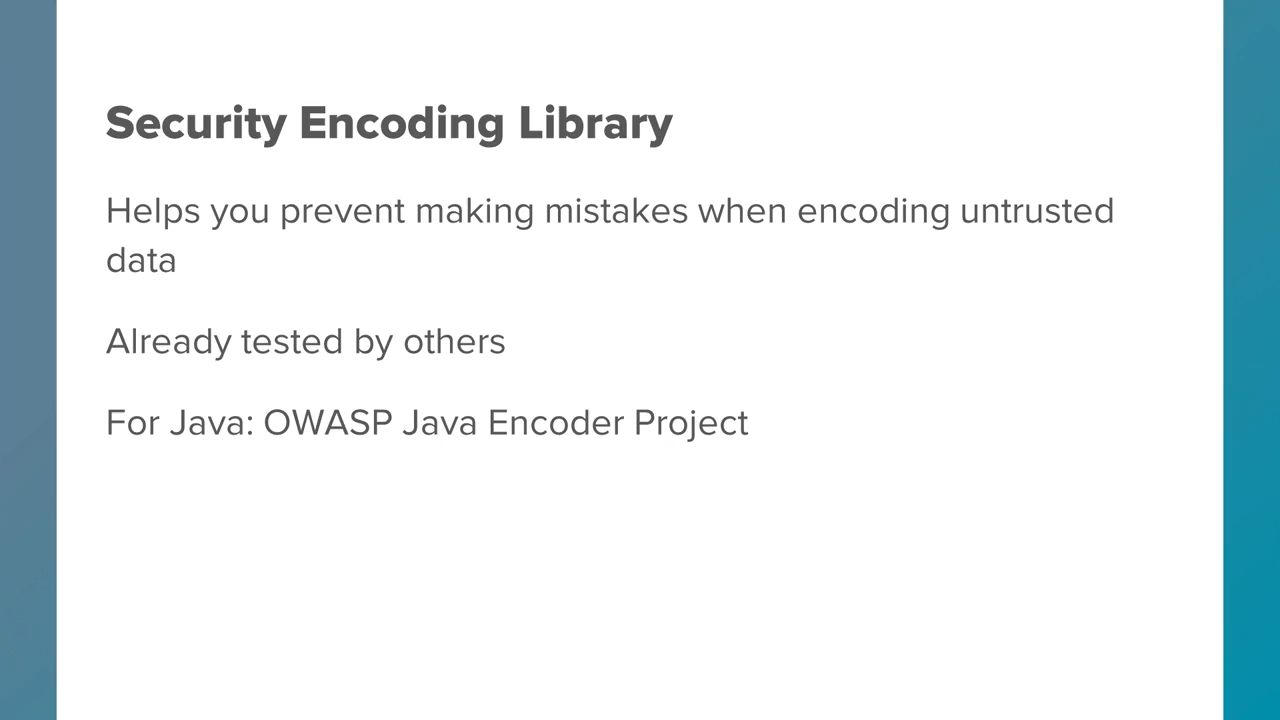 Security Encoding Library
Helps you prevent making mistakes when encoding untrusted
data
Already tested by others
For Java: OWASP Java Encoder Project